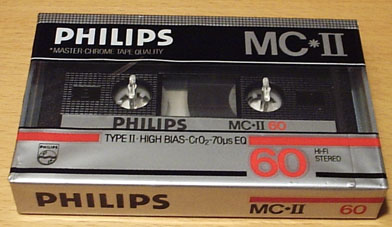 PHILIPS MC*II
*MASTER-CHROME TAPE QUALITY
PHILIPS MC·II 60
TYPE II·HIGH BIAS·CrO2·70µs EQ
PHILIPS
60 HI-FI
STEREO
PHILIPS MC·II 60